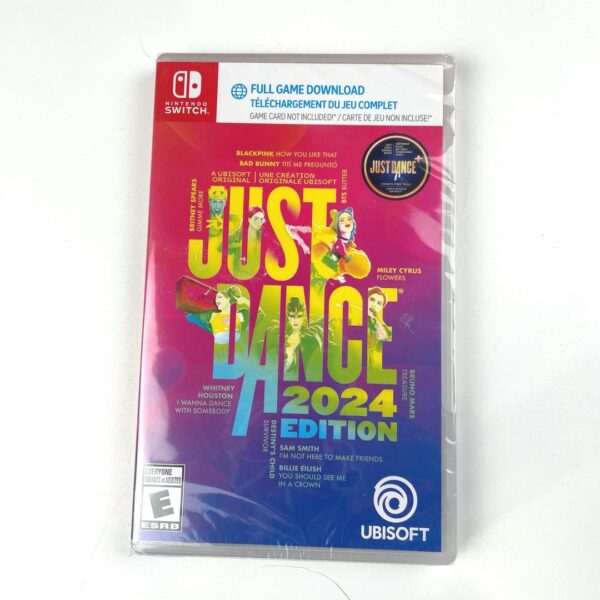 NINTENDO
SWITCH™
FULL GAME DOWNLOAD
TÉLÉCHARGEMENT DU JEU COMPLET
GAME CARD NOT INCLUDED!* / CARTE DE JEU NON INCLUSE!*
BLACKPINK HOW YOU LIKE THAT
BAD BUNNY TITÍ ME PREGUNTÓ
A UBISOFT ORIGINAL | UNE CRÉATION ORIGINALE UBISOFT
BRITNEY SPEARS
GIMME MORE
BTS BUTTER
JUST DANCE+
JUST
DANCE®
2024
EDITION
MILEY CYRUS
FLOWERS
BRUNO MARS
TREASURE
WHITNEY
HOUSTON
I WANNA DANCE
WITH SOMEBODY
DESTINY'S CHILD
SURVIVOR
SAM SMITH
I'M NOT HERE TO MAKE FRIENDS
BILLIE EILISH
YOU SHOULD SEE ME
IN A CROWN
EVERYONE
ENFANTS et ADULTES
E
ESRB
UBISOFT